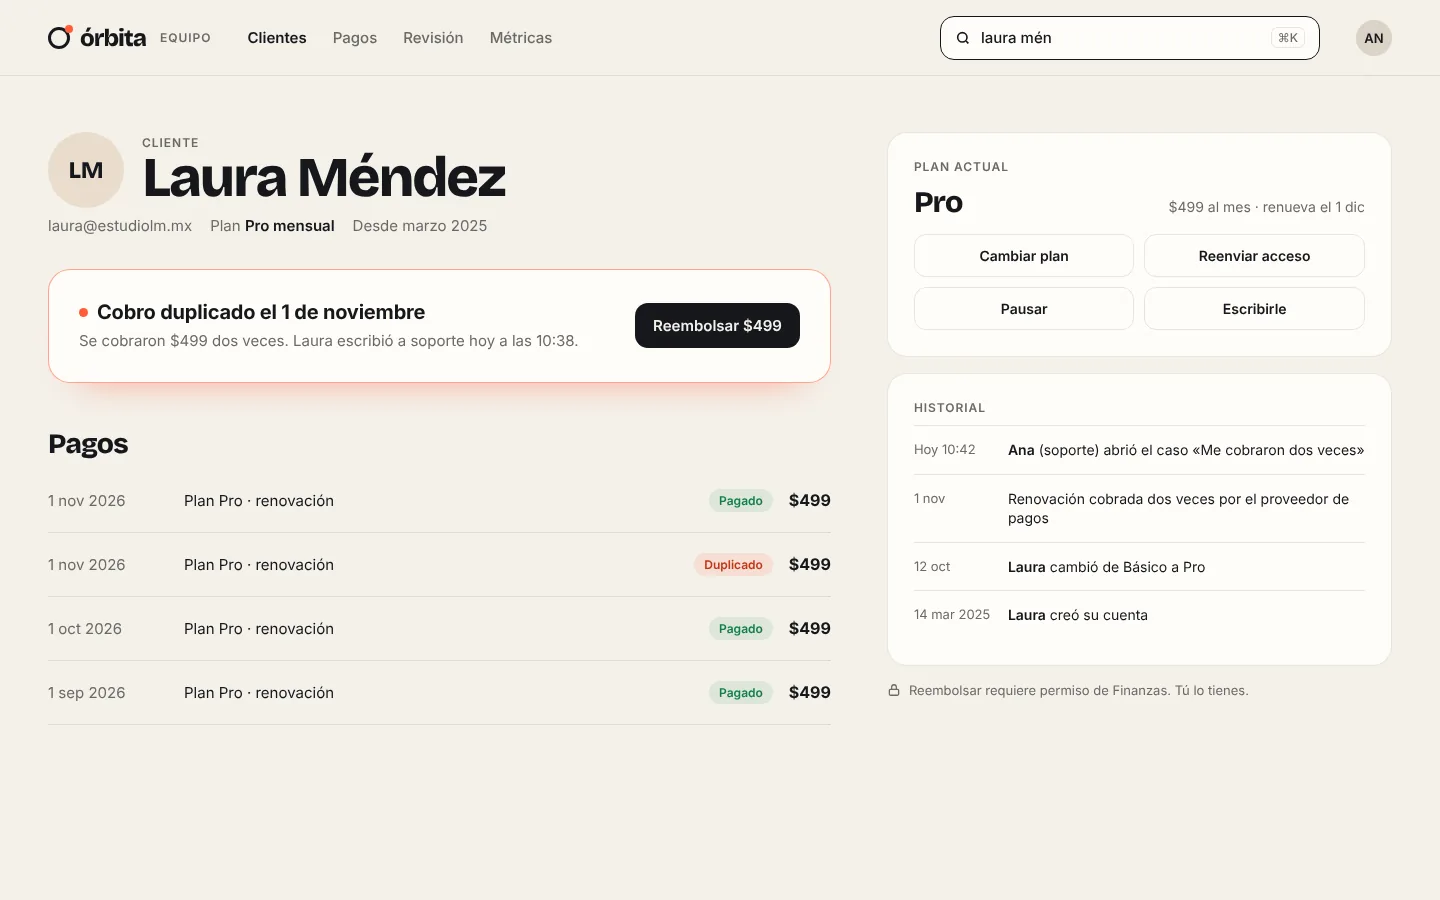 órbita EQUIPO Clientes Pagos Revisión Métricas laura mén ⌘K AN
LM
CLIENTE
Laura Méndez
laura@estudiolm.mx Plan Pro mensual Desde marzo 2025
Cobro duplicado el 1 de noviembre
Se cobraron $499 dos veces. Laura escribió a soporte hoy a las 10:38.
Reembolsar $499
Pagos
1 nov 2026 Plan Pro · renovación Pagado $499
1 nov 2026 Plan Pro · renovación Duplicado $499
1 oct 2026 Plan Pro · renovación Pagado $499
1 sep 2026 Plan Pro · renovación Pagado $499
PLAN ACTUAL
Pro $499 al mes · renueva el 1 dic
Cambiar plan Reenviar acceso
Pausar Escribirle
HISTORIAL
Hoy 10:42 Ana (soporte) abrió el caso «Me cobraron dos veces»
1 nov Renovación cobrada dos veces por el proveedor de
pagos
12 oct Laura cambió de Básico a Pro
14 mar 2025 Laura creó su cuenta
Reembolsar requiere permiso de Finanzas. Tú lo tienes.